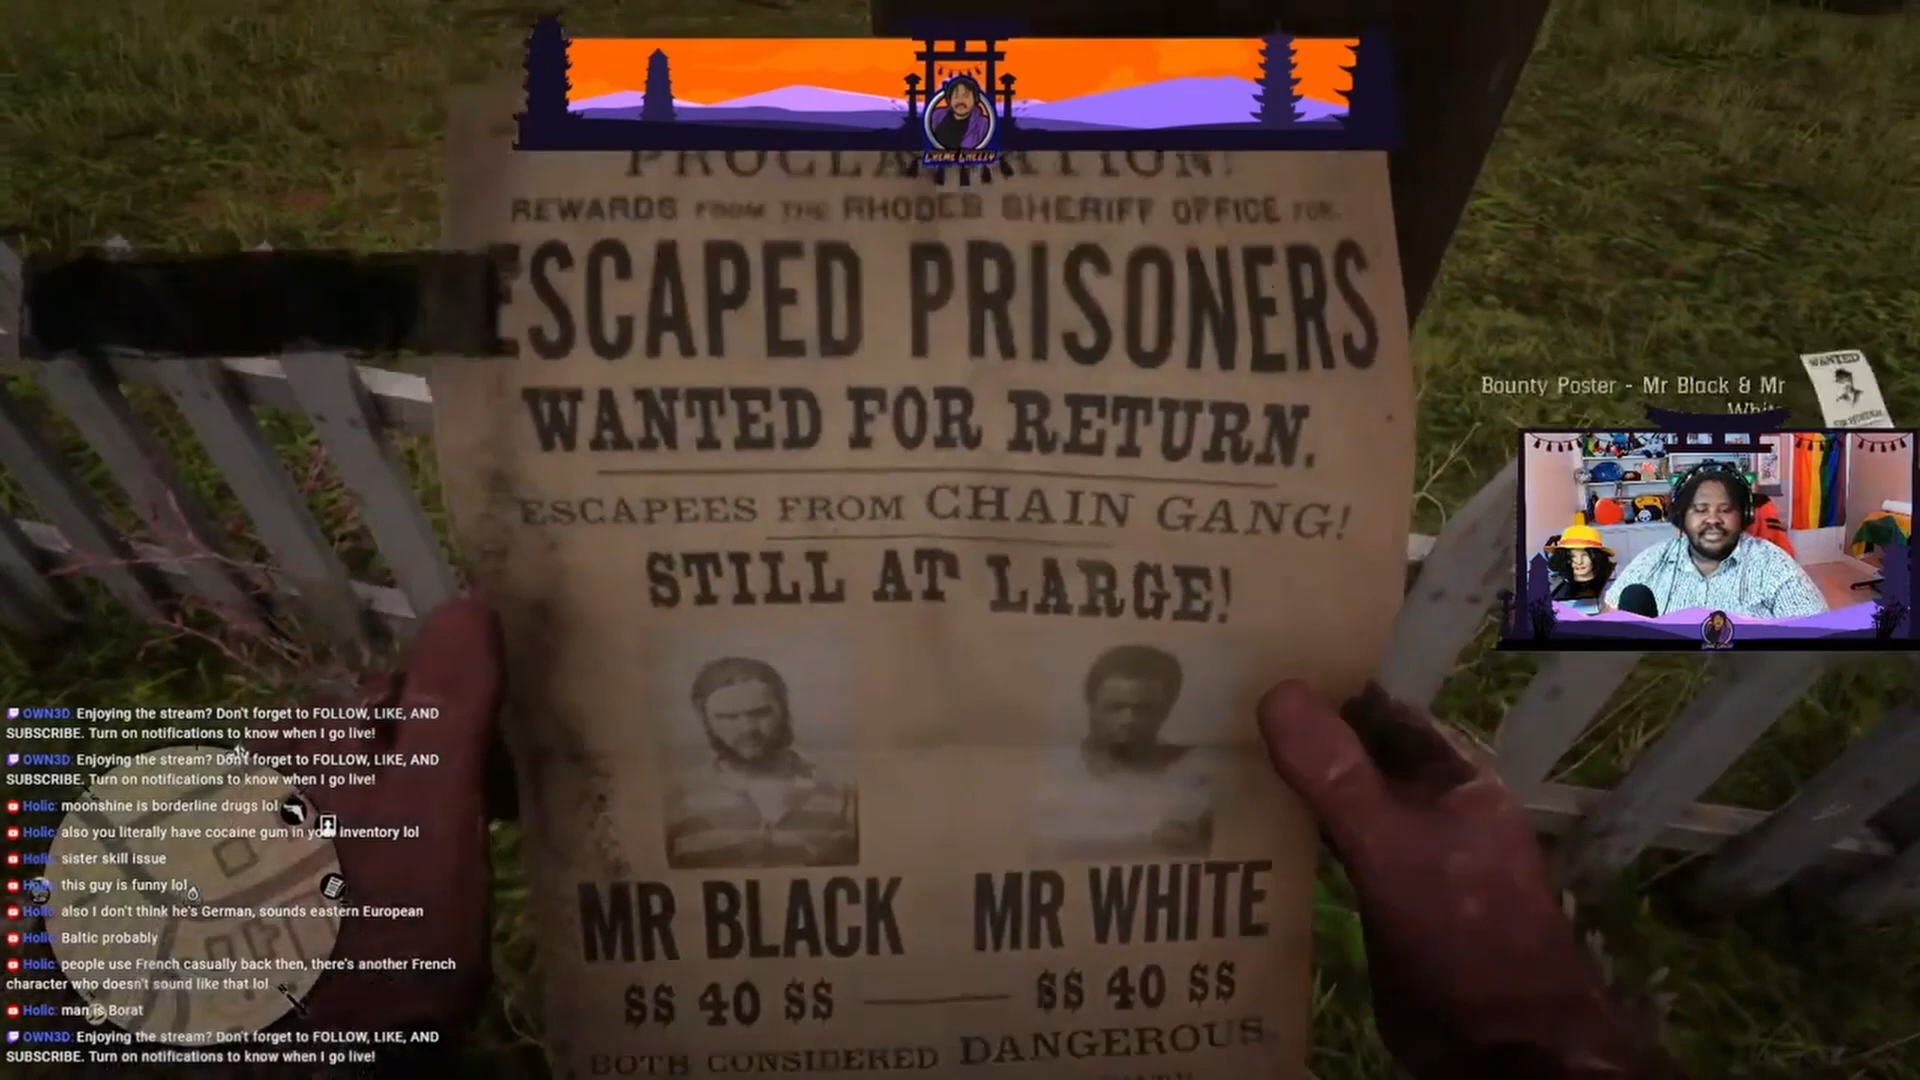 PROCLAMATION!
REWARDS FROM THE RHODES SHERIFF OFFICE FOR
ESCAPED PRISONERS
WANTED FOR RETURN.
ESCAPEES FROM CHAIN GANG!
STILL AT LARGE!
MR BLACK MR WHITE
$$ 40 $$ $$ 40 $$
BOTH CONSIDERED DANGEROUS
Bounty Poster - Mr Black & Mr
White
WANTED
OWN3D: Enjoying the stream? Don't forget to FOLLOW, LIKE, AND
SUBSCRIBE. Turn on notifications to know when I go live!
OWN3D: Enjoying the stream? Don't forget to FOLLOW, LIKE, AND
SUBSCRIBE. Turn on notifications to know when I go live!
Holic: moonshine is borderline drugs lol
Holic: also you literally have cocaine gum in your inventory lol
Holic: sister skill issue
Holic: this guy is funny lol
Holic: also I don't think he's German, sounds eastern European
Holic: Baltic probably
Holic: people use French casually back then, there's another French
character who doesn't sound like that lol
Holic: man is Borat
OWN3D: Enjoying the stream? Don't forget to FOLLOW, LIKE, AND
SUBSCRIBE. Turn on notifications to know when I go live!